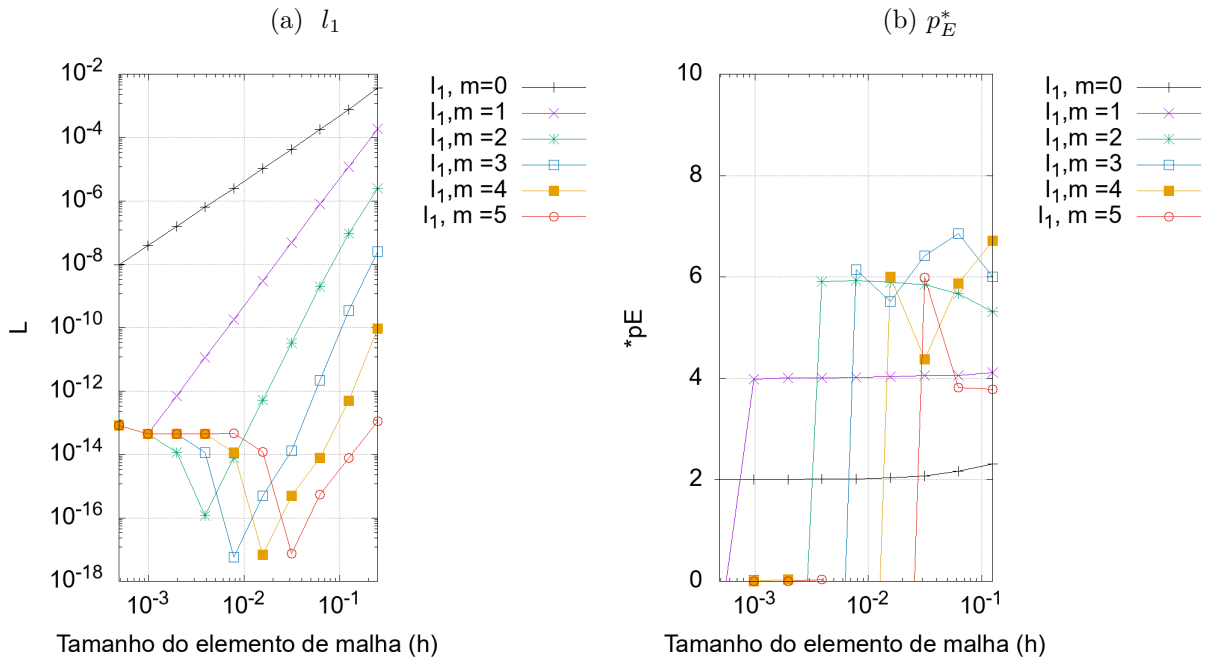 (a) l₁
(b) p*_E
10⁻²
10⁻⁴
10⁻⁶
10⁻⁸
10⁻¹⁰
10⁻¹²
10⁻¹⁴
10⁻¹⁶
10⁻¹⁸
L
10⁻³ 10⁻² 10⁻¹
Tamanho do elemento de malha (h)
l₁, m=0
l₁,m =1
l₁,m =2
l₁,m =3
l₁,m =4
l₁, m =5
10
8
6
4
2
0
*pE
10⁻³ 10⁻² 10⁻¹
Tamanho do elemento de malha (h)
l₁, m=0
l₁,m =1
l₁,m =2
l₁,m =3
l₁,m =4
l₁, m =5